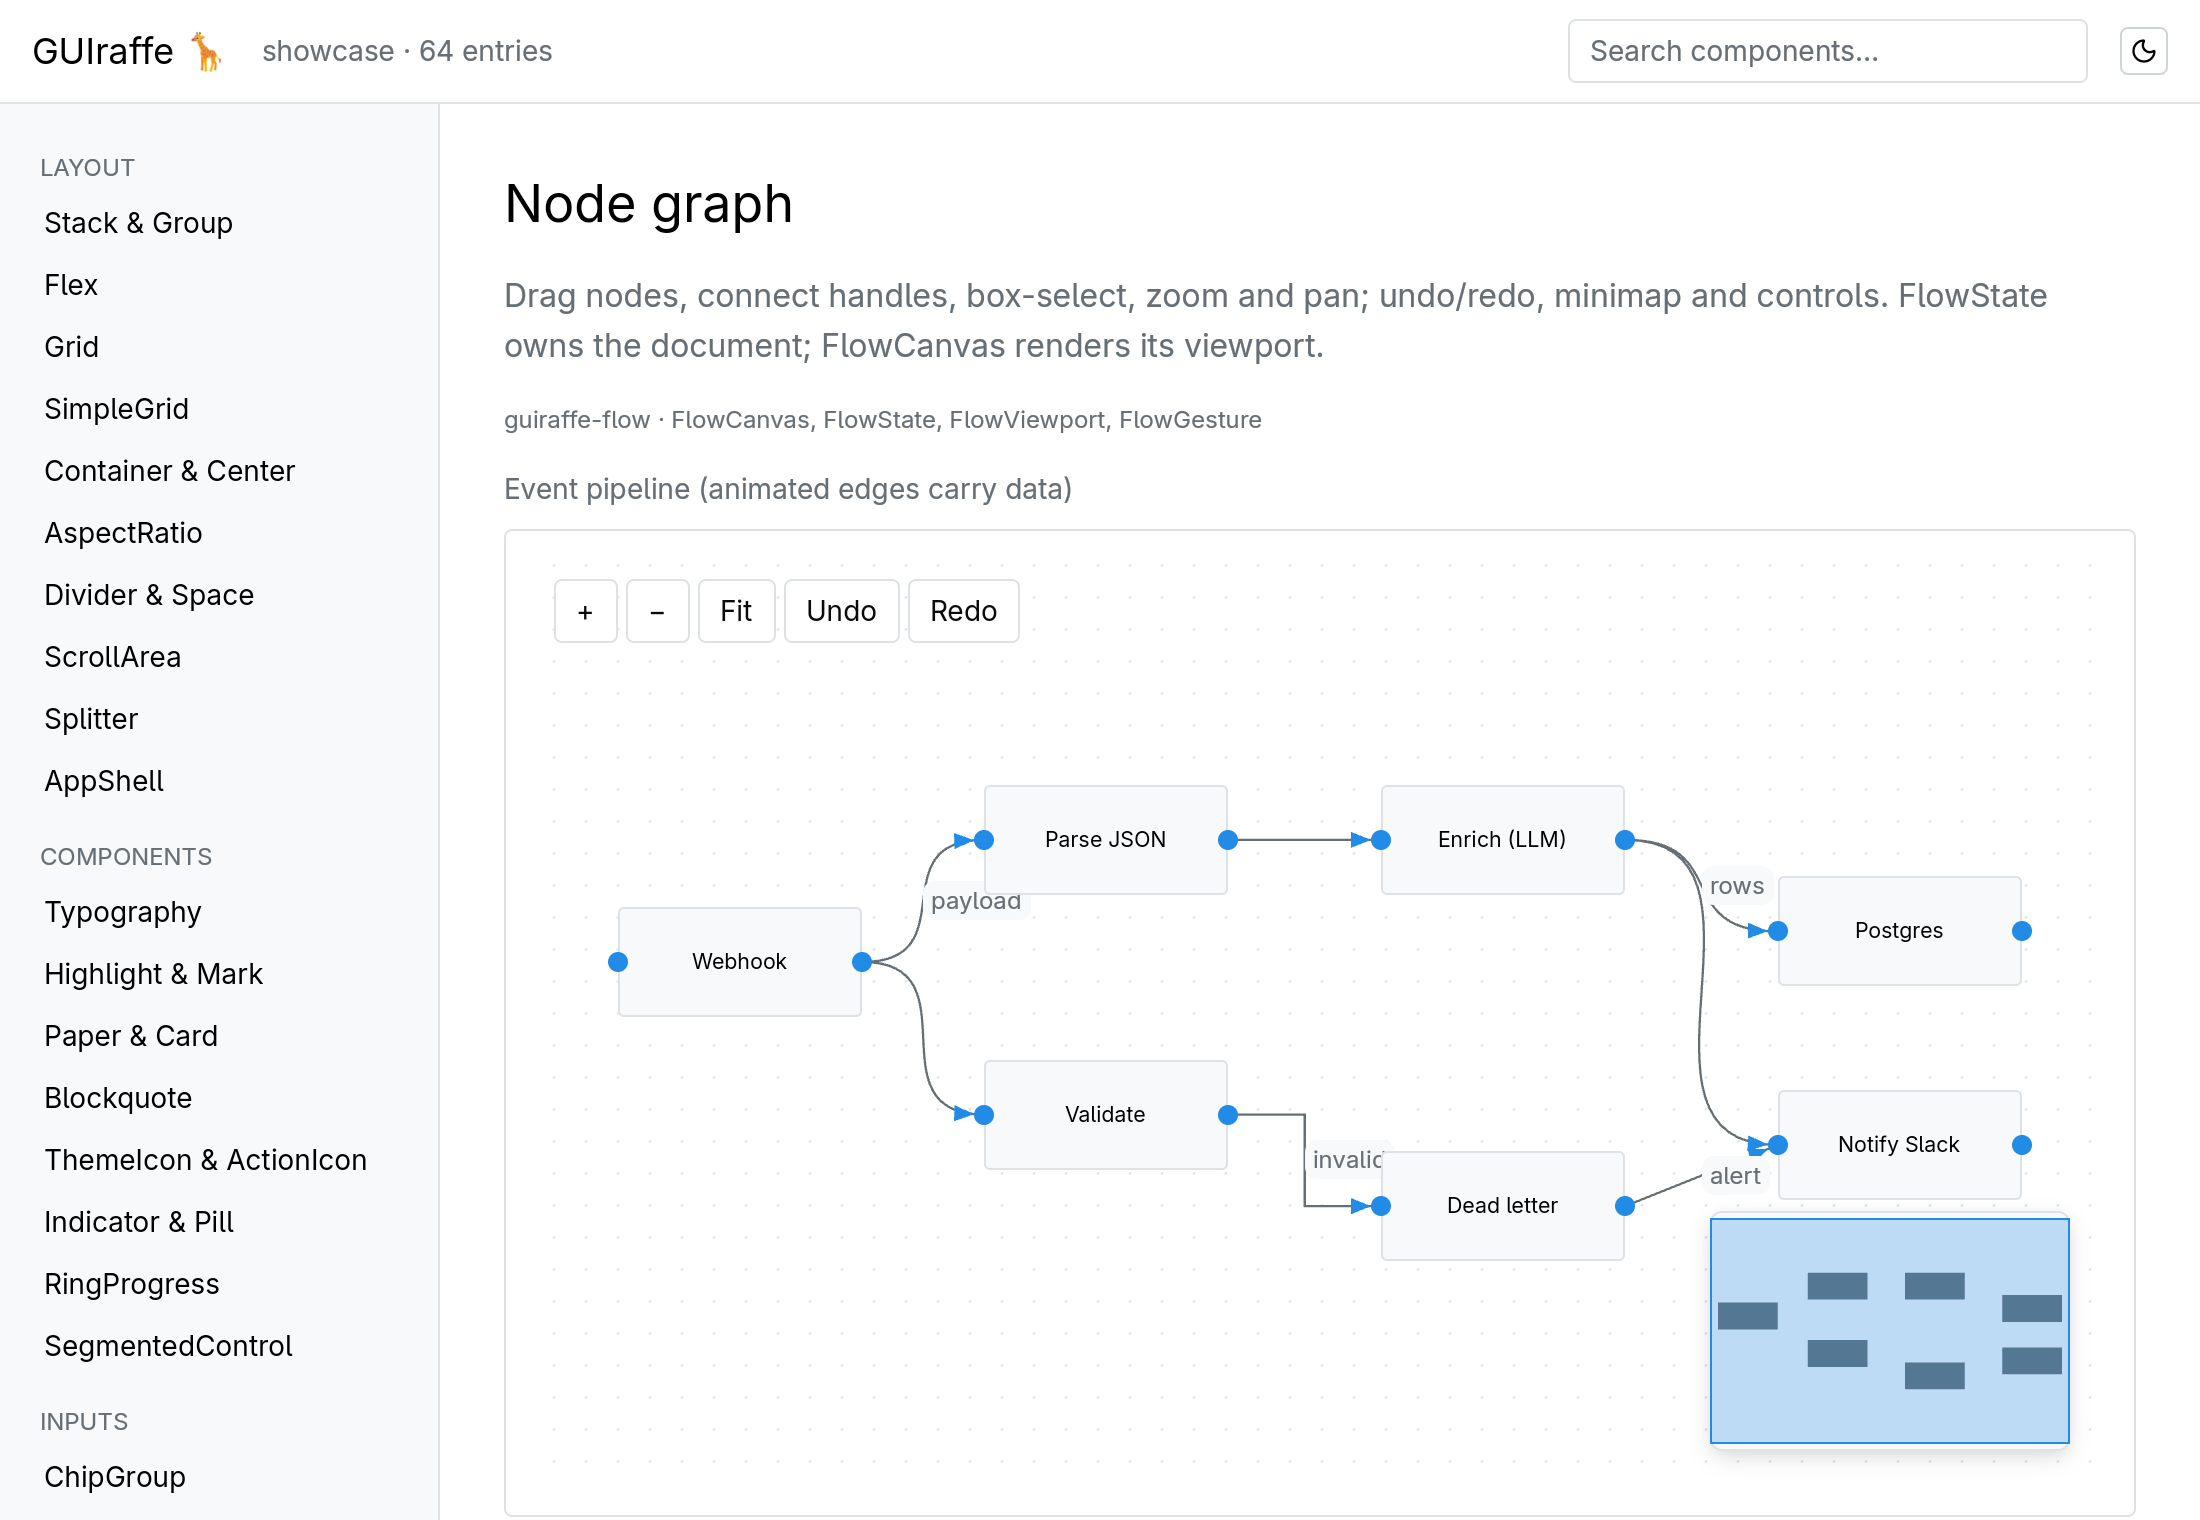 GUIraffe 🦒 showcase · 64 entries
Search components...
LAYOUT
Stack & Group
Flex
Grid
SimpleGrid
Container & Center
AspectRatio
Divider & Space
ScrollArea
Splitter
AppShell
COMPONENTS
Typography
Highlight & Mark
Paper & Card
Blockquote
ThemeIcon & ActionIcon
Indicator & Pill
RingProgress
SegmentedControl
INPUTS
ChipGroup
Node graph
Drag nodes, connect handles, box-select, zoom and pan; undo/redo, minimap and controls. FlowState
owns the document; FlowCanvas renders its viewport.
guiraffe-flow · FlowCanvas, FlowState, FlowViewport, FlowGesture
Event pipeline (animated edges carry data)
+ − Fit Undo Redo
Parse JSON
Enrich (LLM)
rows
payload
Postgres
Webhook
Validate
Notify Slack
invalid
alert
Dead letter